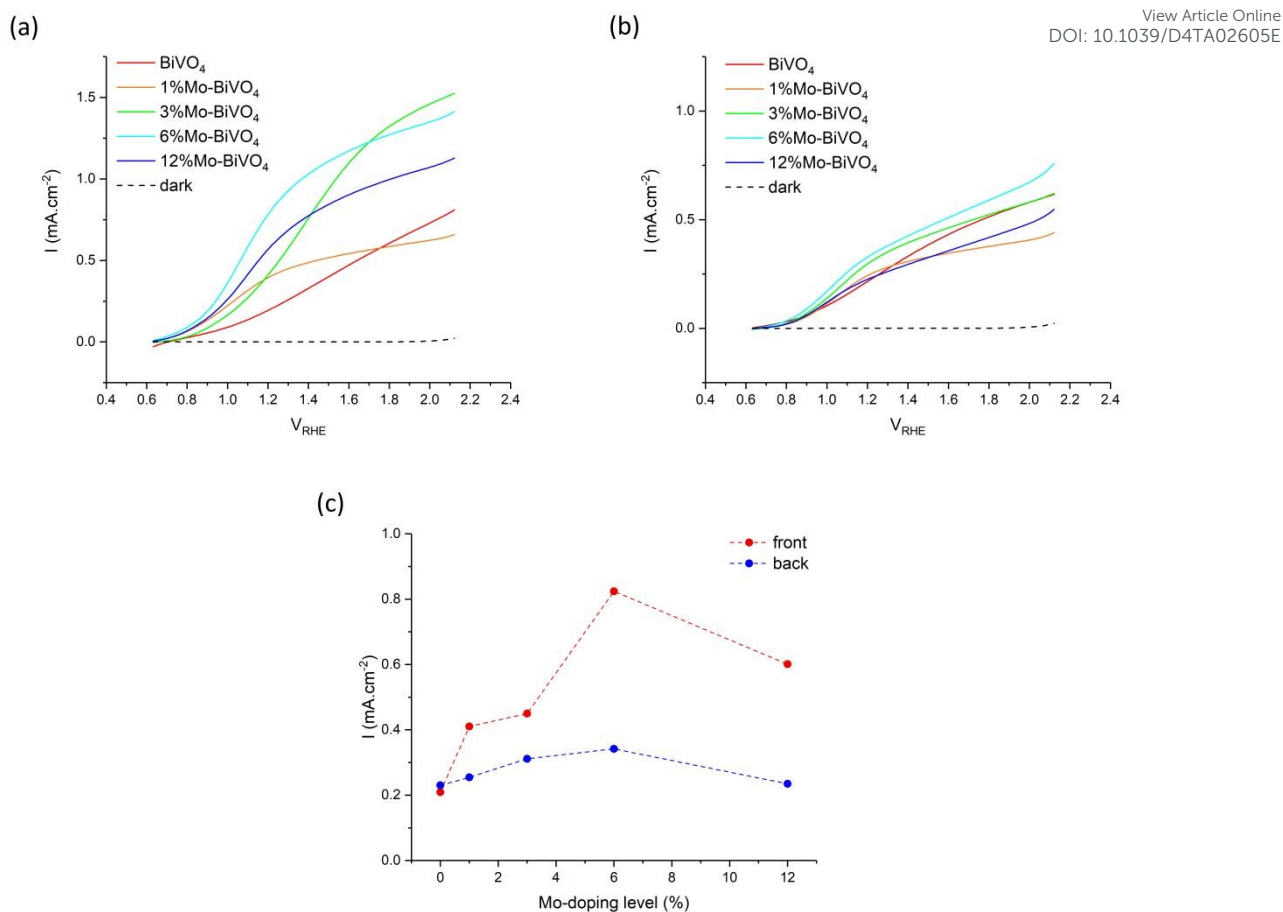 View Article Online
DOI: 10.1039/D4TA02605E
(a)
BiVO₄
1%Mo-BiVO₄
3%Mo-BiVO₄
6%Mo-BiVO₄
12%Mo-BiVO₄
dark
I (mA.cm⁻²)
1.5
1.0
0.5
0.0
0.4 0.6 0.8 1.0 1.2 1.4 1.6 1.8 2.0 2.2 2.4
V_RHE
(b)
BiVO₄
1%Mo-BiVO₄
3%Mo-BiVO₄
6%Mo-BiVO₄
12%Mo-BiVO₄
dark
I (mA.cm⁻²)
1.0
0.5
0.0
0.4 0.6 0.8 1.0 1.2 1.4 1.6 1.8 2.0 2.2 2.4
V_RHE
(c)
front
back
I (mA.cm⁻²)
1.0
0.8
0.6
0.4
0.2
0.0
0 2 4 6 8 10 12
Mo-doping level (%)